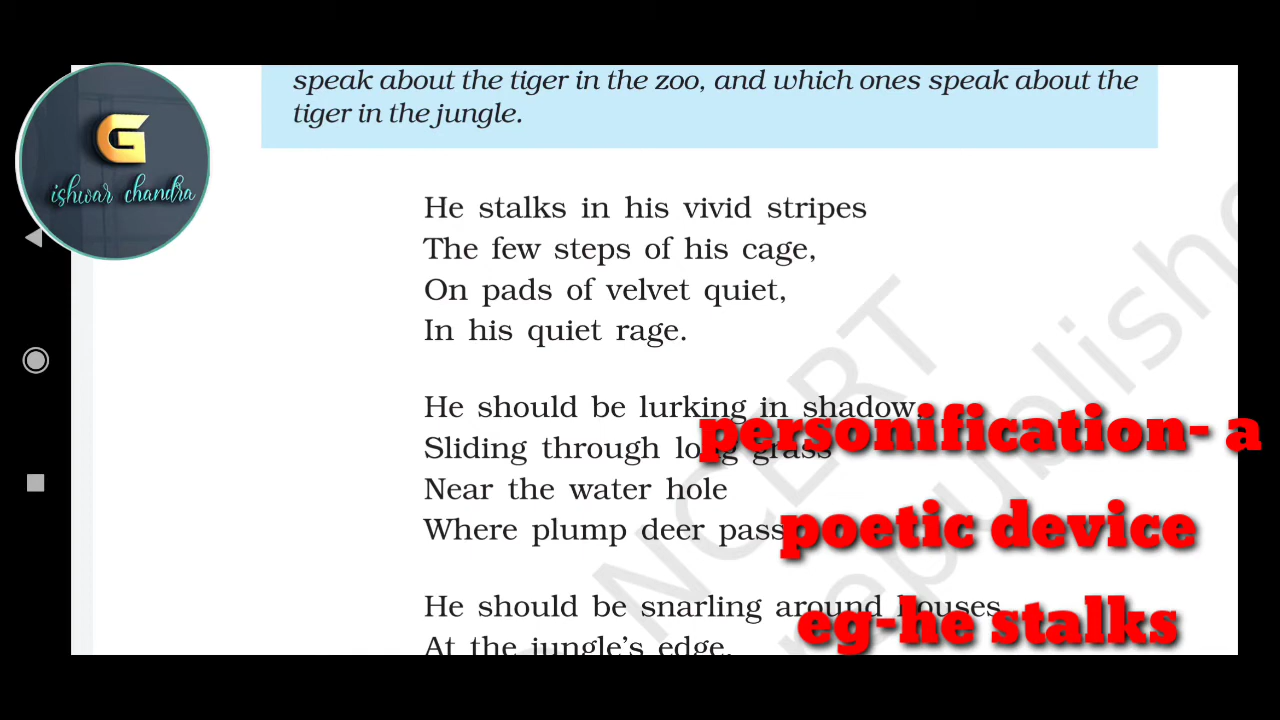 speak about the tiger in the zoo, and which ones speak about the
tiger in the jungle.
G
ishwar chandra
He stalks in his vivid stripes
The few steps of his cage,
On pads of velvet quiet,
In his quiet rage.
He should be lurking in shadow,
Sliding through long grass
Near the water hole
Where plump deer pass
He should be snarling around houses
At the jungle's edge,
personification- a
poetic device
eg-he stalks
NCERT
republishe